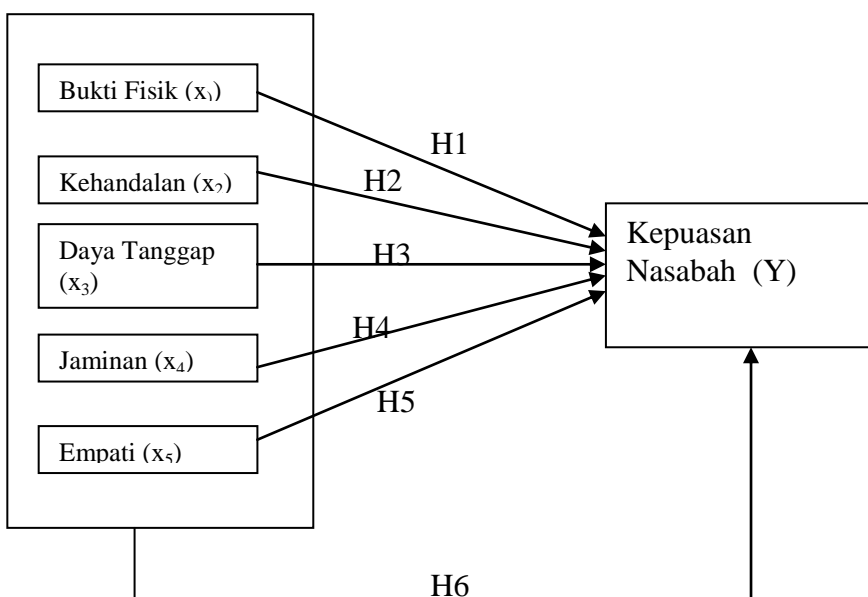 Bukti Fisik (x₁)
H1
Kehandalan (x₂)
H2
Daya Tanggap
(x₃)
H3
Kepuasan
Nasabah (Y)
Jaminan (x₄)
H4
Empati (x₅)
H5
H6